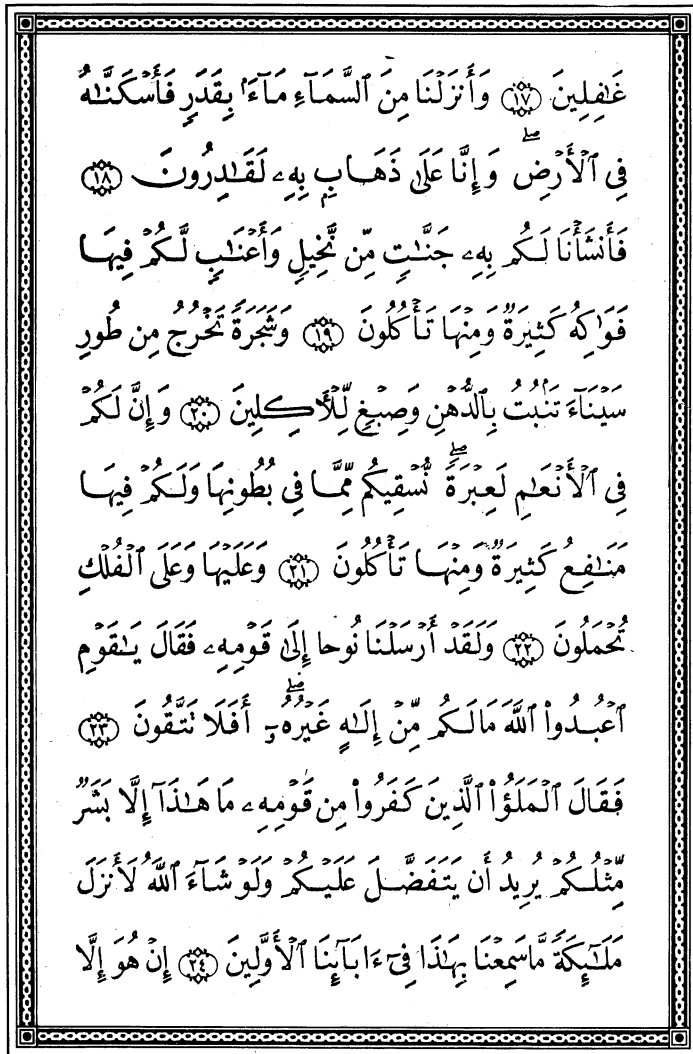 غَٰفِلِينَ ١٧ وَأَنزَلْنَا مِنَ ٱلسَّمَآءِ مَآءَۢ بِقَدَرٍ فَأَسْكَنَّٰهُ
فِى ٱلْأَرْضِ ۖ وَإِنَّا عَلَىٰ ذَهَابٍۭ بِهِۦ لَقَٰدِرُونَ ١٨
فَأَنشَأْنَا لَكُم بِهِۦ جَنَّٰتٍ مِّن نَّخِيلٍ وَأَعْنَٰبٍ لَّكُمْ فِيهَا
فَوَٰكِهُ كَثِيرَةٌ وَمِنْهَا تَأْكُلُونَ ١٩ وَشَجَرَةً تَخْرُجُ مِن طُورِ
سَيْنَآءَ تَنۢبُتُ بِٱلدُّهْنِ وَصِبْغٍ لِّلْـَٔاكِلِينَ ٢٠ وَإِنَّ لَكُمْ
فِى ٱلْأَنْعَٰمِ لَعِبْرَةً ۖ نُّسْقِيكُم مِّمَّا فِى بُطُونِهَا وَلَكُمْ فِيهَا
مَنَٰفِعُ كَثِيرَةٌ وَمِنْهَا تَأْكُلُونَ ٢١ وَعَلَيْهَا وَعَلَى ٱلْفُلْكِ
تُحْمَلُونَ ٢٢ وَلَقَدْ أَرْسَلْنَا نُوحًا إِلَىٰ قَوْمِهِۦ فَقَالَ يَٰقَوْمِ
ٱعْبُدُوا۟ ٱللَّهَ مَا لَكُم مِّنْ إِلَٰهٍ غَيْرُهُۥٓ ۖ أَفَلَا تَتَّقُونَ ٢٣
فَقَالَ ٱلْمَلَؤُا۟ ٱلَّذِينَ كَفَرُوا۟ مِن قَوْمِهِۦ مَا هَٰذَآ إِلَّا بَشَرٌ
مِّثْلُكُمْ يُرِيدُ أَن يَتَفَضَّلَ عَلَيْكُمْ وَلَوْ شَآءَ ٱللَّهُ لَأَنزَلَ
مَلَٰٓئِكَةً مَّا سَمِعْنَا بِهَٰذَا فِىٓ ءَابَآئِنَا ٱلْأَوَّلِينَ ٢٤ إِنْ هُوَ إِلَّا